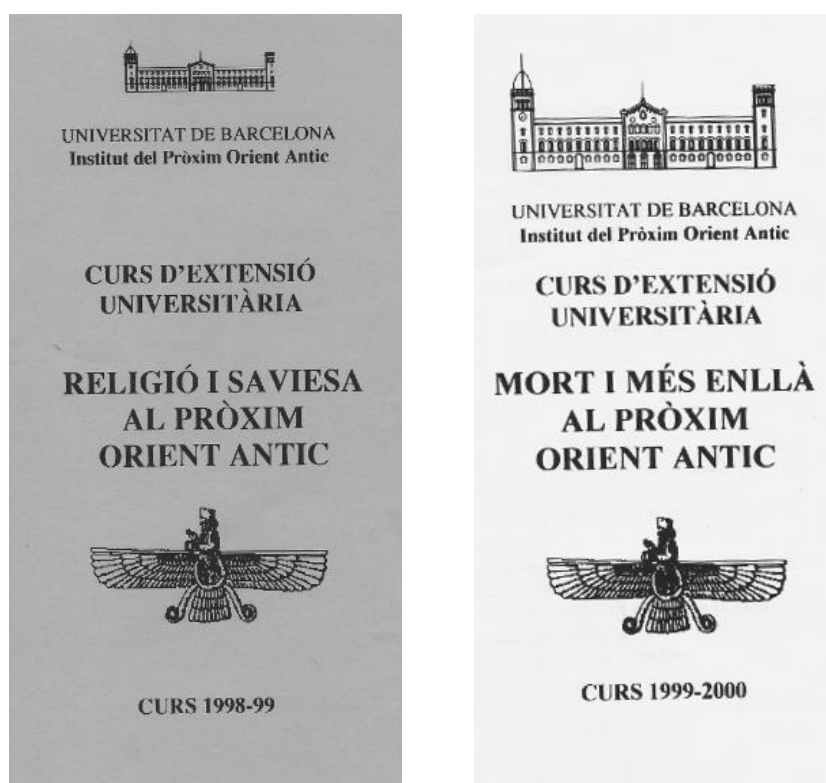 UNIVERSITAT DE BARCELONA
Institut del Pròxim Orient Antic
CURS D'EXTENSIÓ
UNIVERSITÀRIA
RELIGIÓ I SAVIESA
AL PRÒXIM
ORIENT ANTIC
CURS 1998-99
UNIVERSITAT DE BARCELONA
Institut del Pròxim Orient Antic
CURS D'EXTENSIÓ
UNIVERSITÀRIA
MORT I MÉS ENLLÀ
AL PRÒXIM
ORIENT ANTIC
CURS 1999-2000